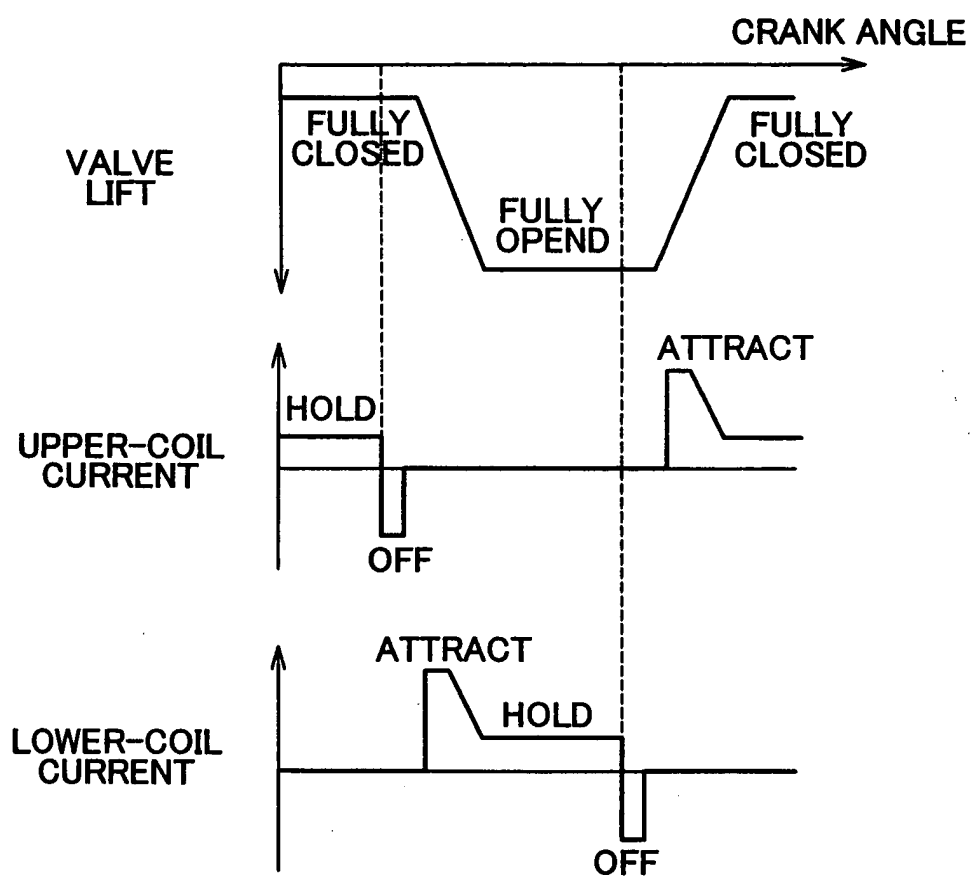 CRANK ANGLE
VALVE
LIFT
FULLY
CLOSED
FULLY
OPEND
FULLY
CLOSED
UPPER-COIL
CURRENT
HOLD
OFF
ATTRACT
LOWER-COIL
CURRENT
ATTRACT
HOLD
OFF